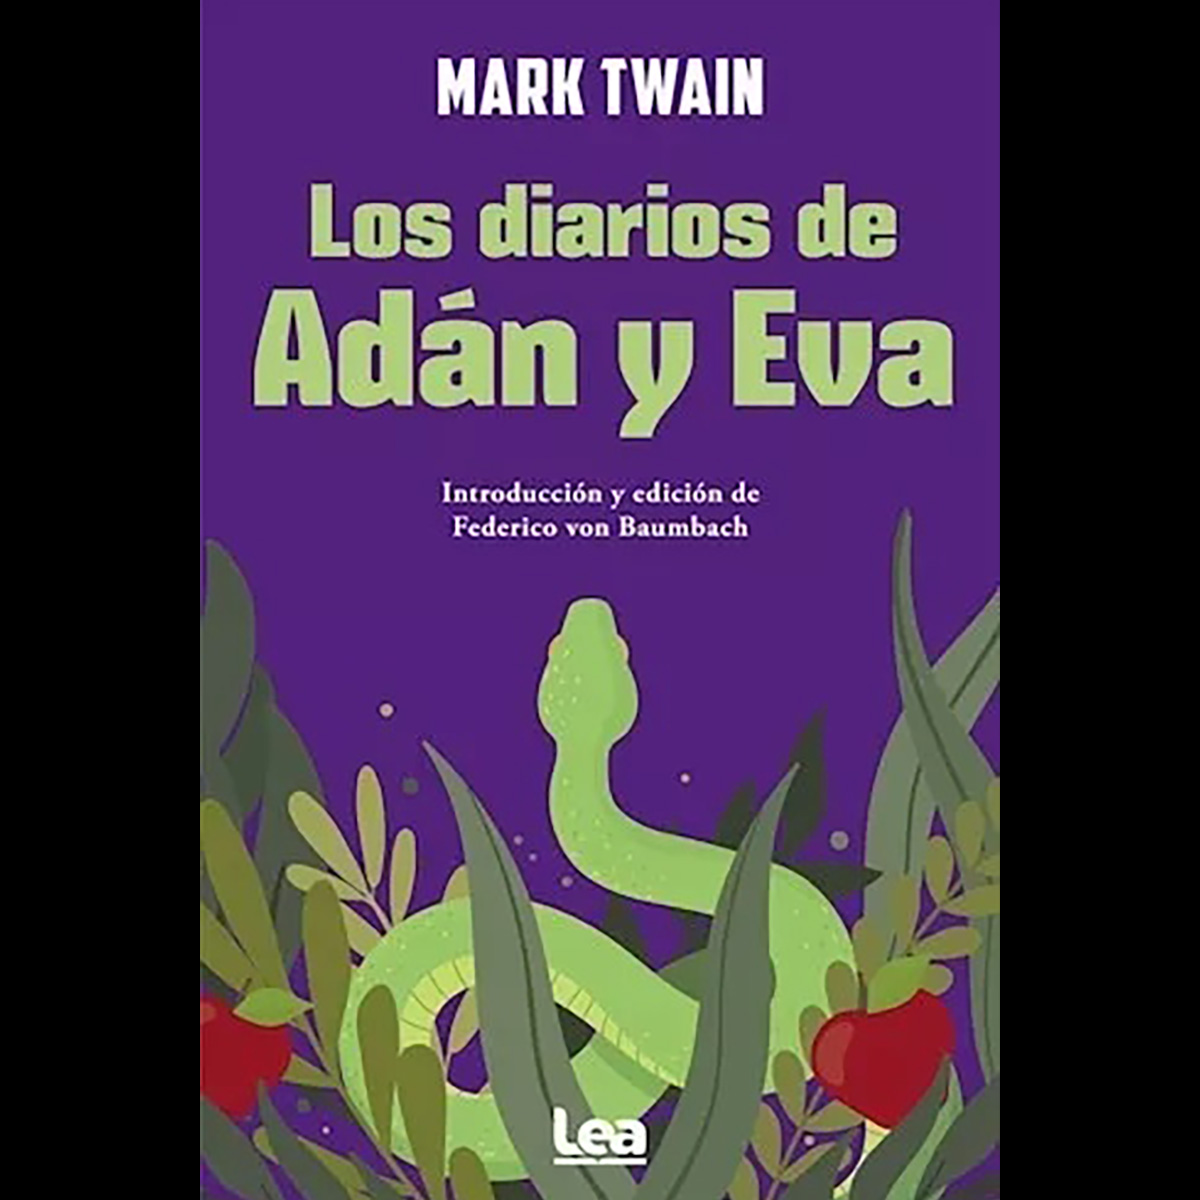 MARK TWAIN
Los diarios de
Adán y Eva
Introducción y edición de
Federico von Baumbach
Lea